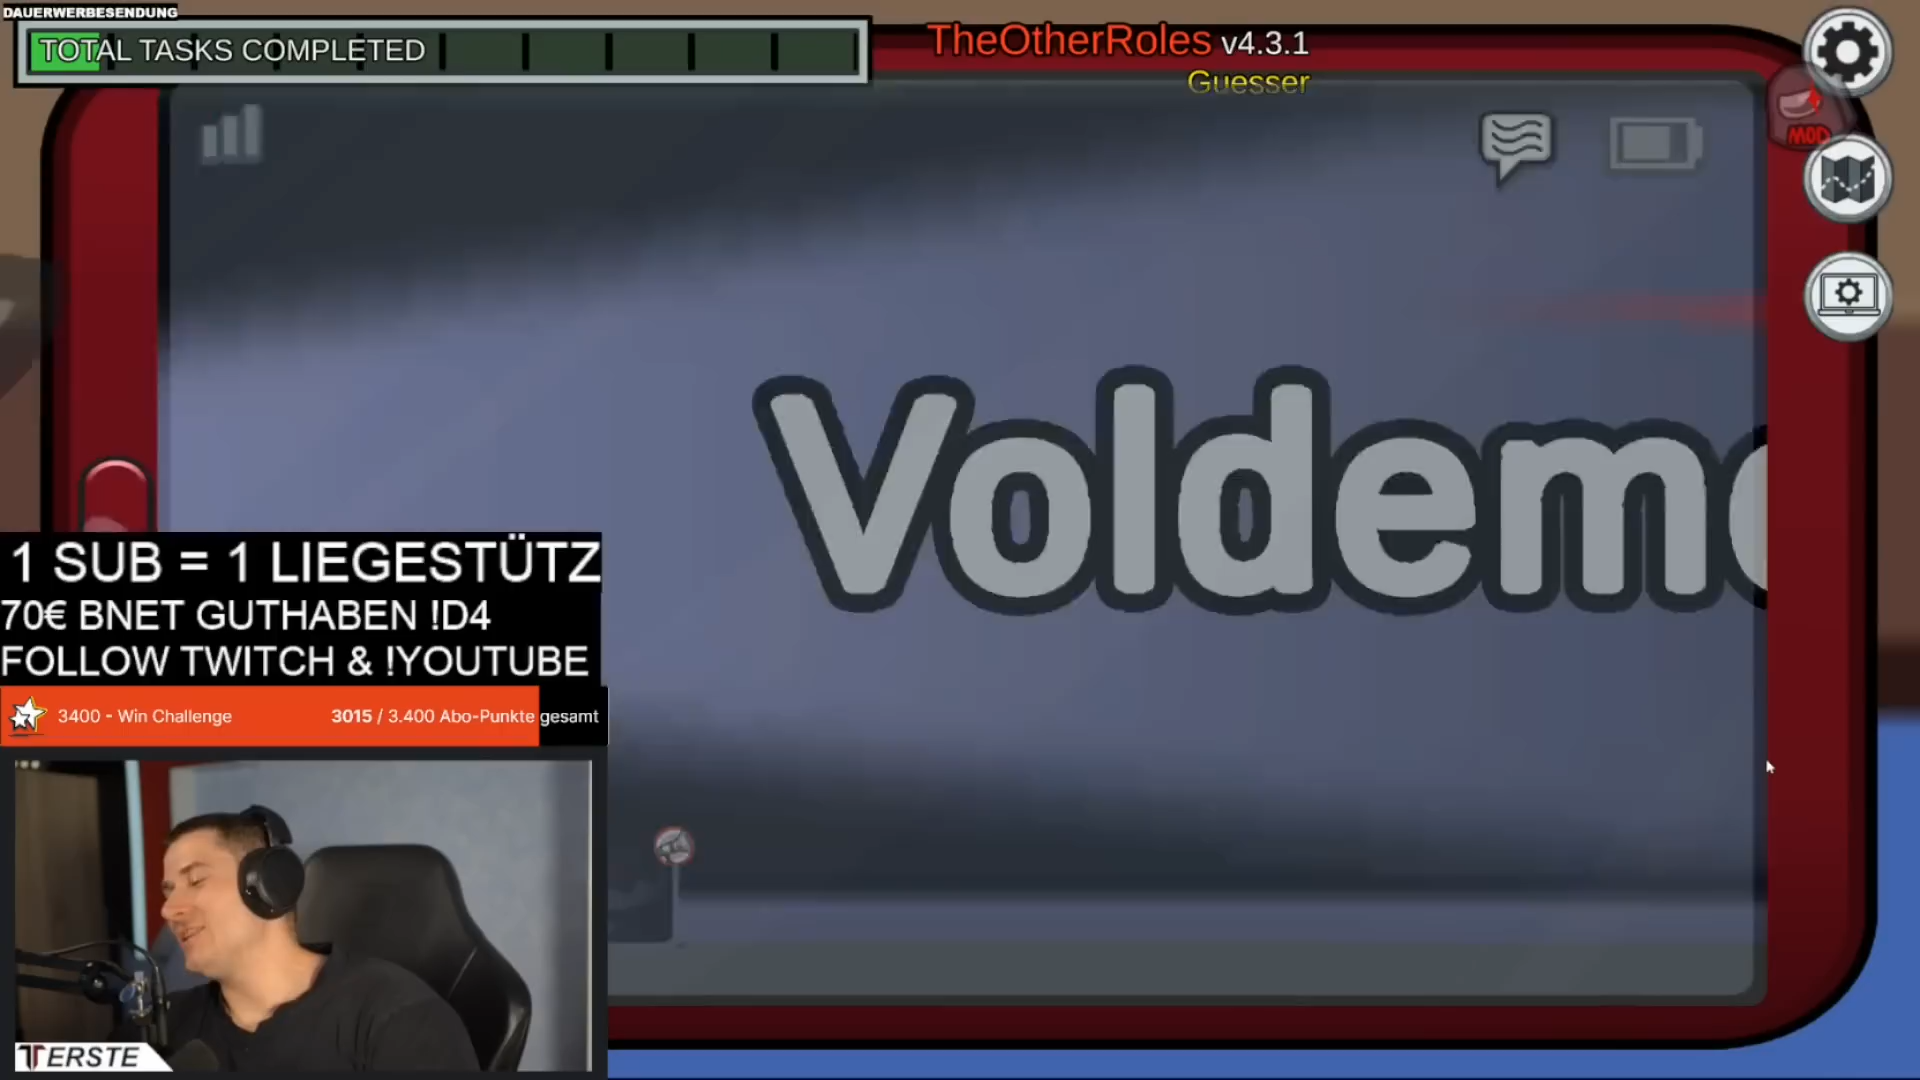 DAUERWERBESENDUNG
TOTAL TASKS COMPLETED
TheOtherRoles v4.3.1
Guesser
MOD
Voldem
1 SUB = 1 LIEGESTÜTZ
70€ BNET GUTHABEN !D4
FOLLOW TWITCH & !YOUTUBE
3400 - Win Challenge 3015 / 3.400 Abo-Punkte gesamt
TERSTE